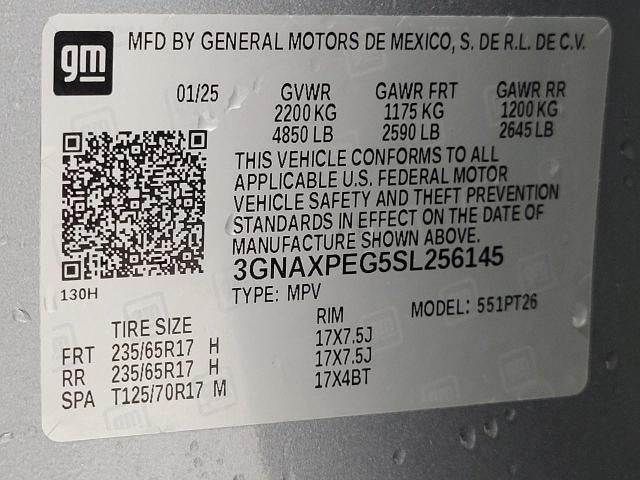 gm
MFD BY GENERAL MOTORS DE MEXICO, S. DE R.L. DE C.V.
01/25 GVWR GAWR FRT GAWR RR
2200 KG 1175 KG 1200 KG
4850 LB 2590 LB 2645 LB
THIS VEHICLE CONFORMS TO ALL
APPLICABLE U.S. FEDERAL MOTOR
VEHICLE SAFETY AND THEFT PREVENTION
STANDARDS IN EFFECT ON THE DATE OF
MANUFACTURE SHOWN ABOVE.
3GNAXPEG5SL256145
130H
TYPE: MPV MODEL: 551PT26
TIRE SIZE RIM
FRT 235/65R17 H 17X7.5J
RR 235/65R17 H 17X7.5J
SPA T125/70R17 M 17X4BT